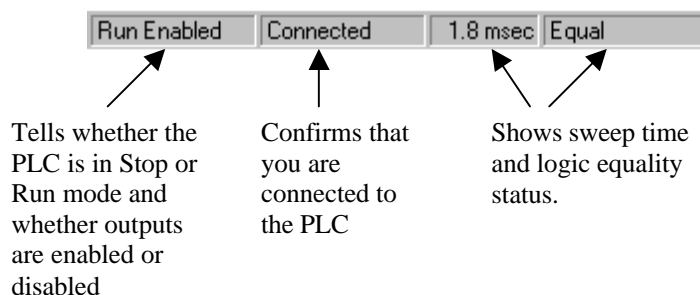 Run Enabled Connected 1.8 msec Equal
Tells whether the
PLC is in Stop or
Run mode and
whether outputs
are enabled or
disabled
Confirms that
you are
connected to
the PLC
Shows sweep time
and logic equality
status.